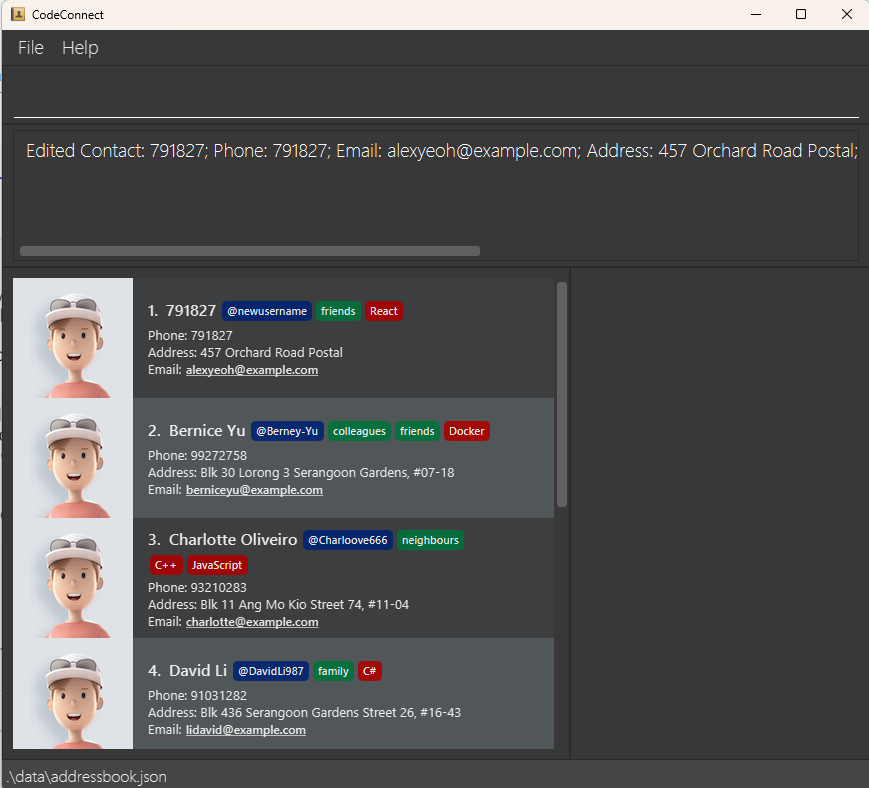 CodeConnect
File Help
Edited Contact: 791827; Phone: 791827; Email: alexyeoh@example.com; Address: 457 Orchard Road Postal;
1. 791827 @newusername friends React
Phone: 791827
Address: 457 Orchard Road Postal
Email: alexyeoh@example.com
2. Bernice Yu @Berney-Yu colleagues friends Docker
Phone: 99272758
Address: Blk 30 Lorong 3 Serangoon Gardens, #07-18
Email: berniceyu@example.com
3. Charlotte Oliveiro @Charloove666 neighbours
C++ JavaScript
Phone: 93210283
Address: Blk 11 Ang Mo Kio Street 74, #11-04
Email: charlotte@example.com
4. David Li @DavidLi987 family C#
Phone: 91031282
Address: Blk 436 Serangoon Gardens Street 26, #16-43
Email: lidavid@example.com
.\data\addressbook.json